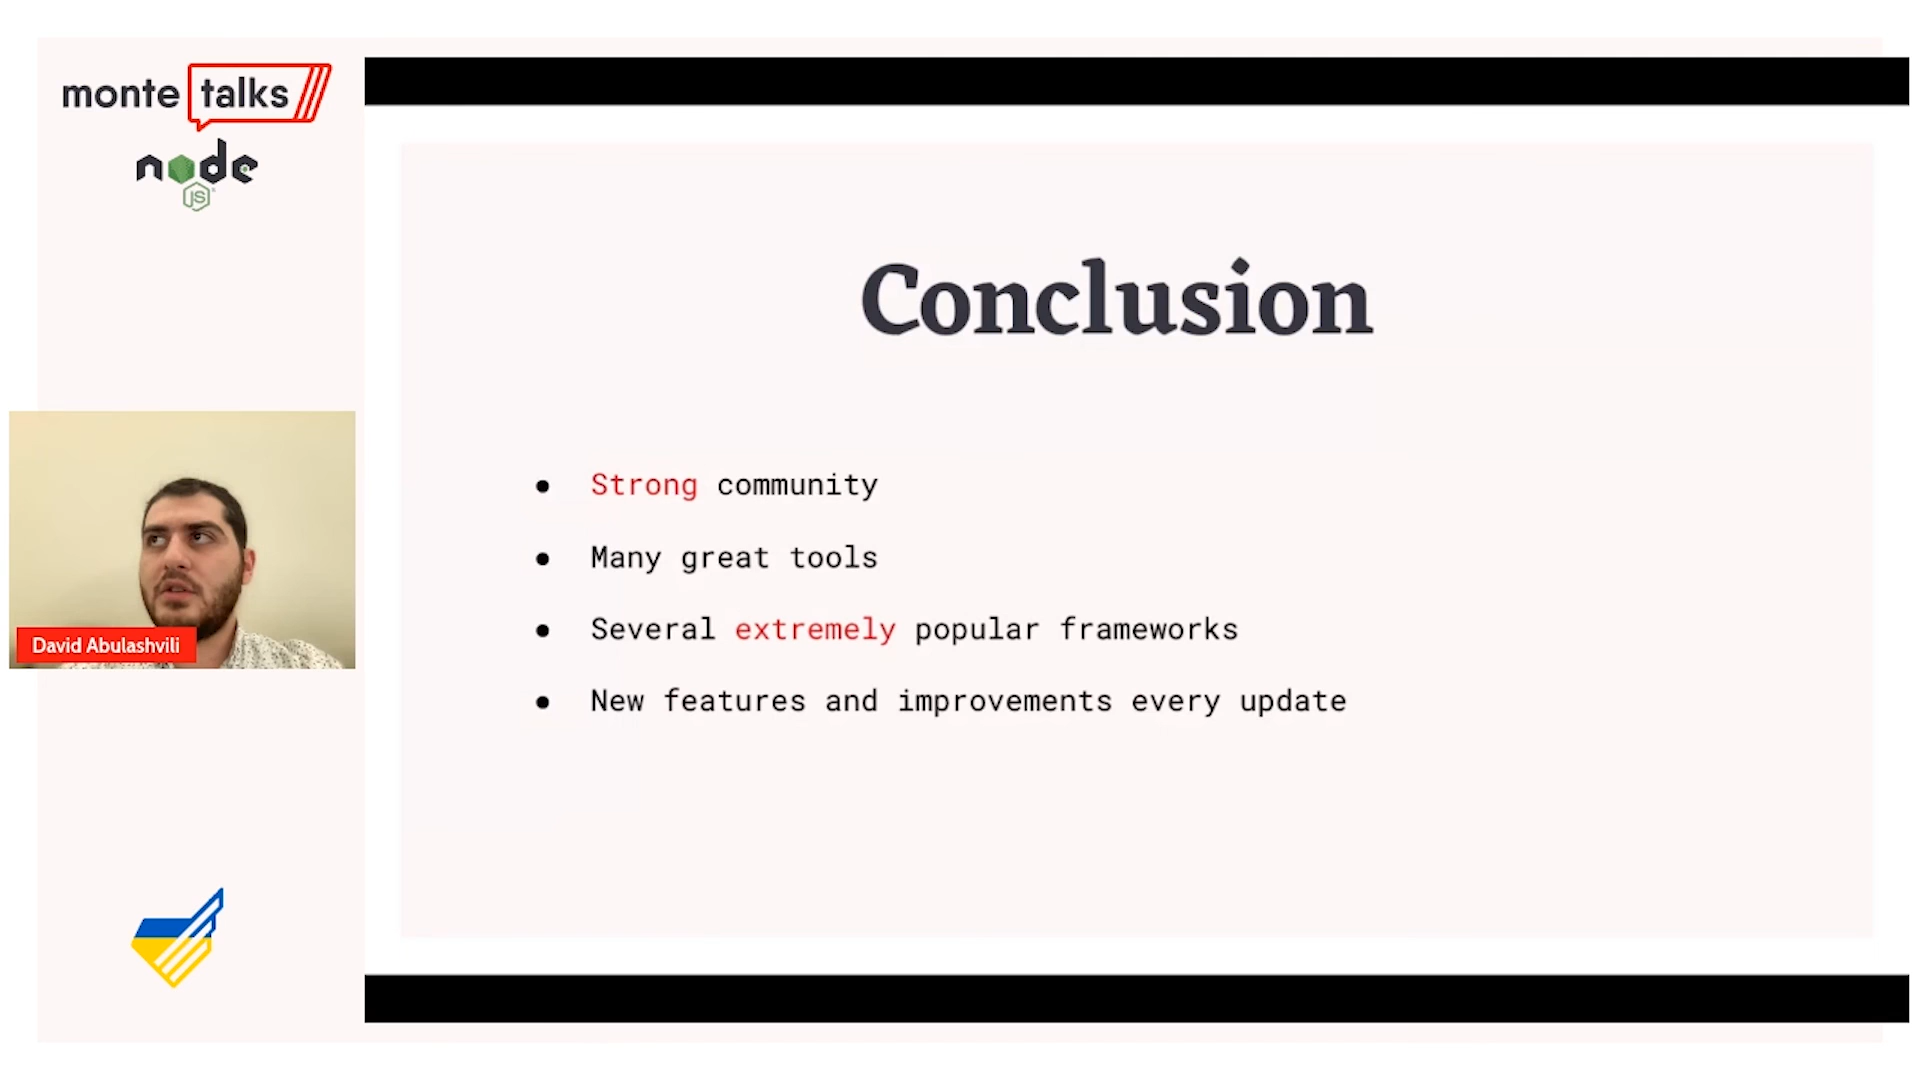 monte talks
node
JS
Conclusion
● Strong community
● Many great tools
● Several extremely popular frameworks
● New features and improvements every update
David Abulashvili